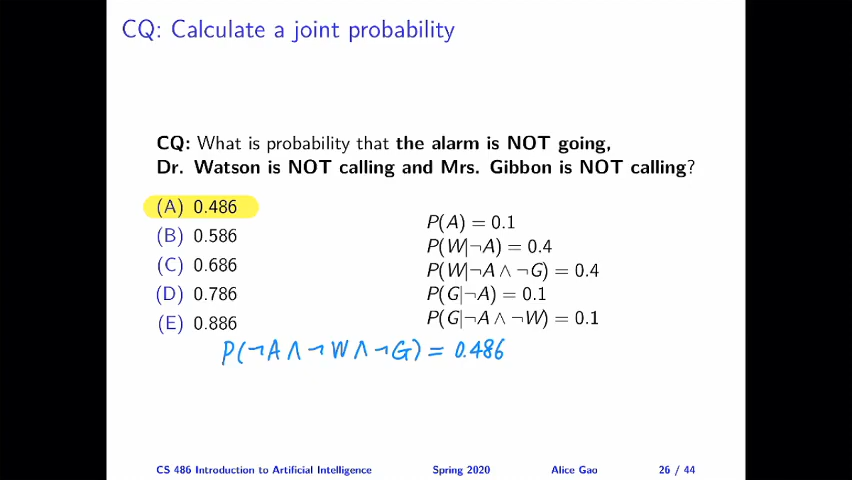 CQ: Calculate a joint probability
CQ: What is probability that the alarm is NOT going,
Dr. Watson is NOT calling and Mrs. Gibbon is NOT calling?
(A) 0.486
(B) 0.586
(C) 0.686
(D) 0.786
(E) 0.886
P(A) = 0.1
P(W|¬A) = 0.4
P(W|¬A ∧ ¬G) = 0.4
P(G|¬A) = 0.1
P(G|¬A ∧ ¬W) = 0.1
P(¬A ∧ ¬W ∧ ¬G) = 0.486
CS 486 Introduction to Artificial Intelligence Spring 2020 Alice Gao 26 / 44